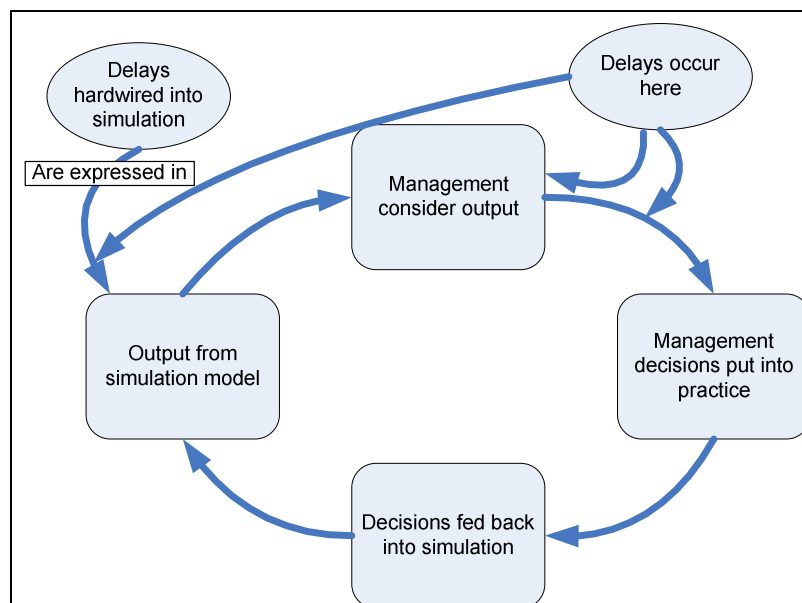 Delays
hardwired into
simulation
Delays occur
here
Are expressed in
Management
consider output
Output from
simulation model
Management
decisions put into
practice
Decisions fed back
into simulation